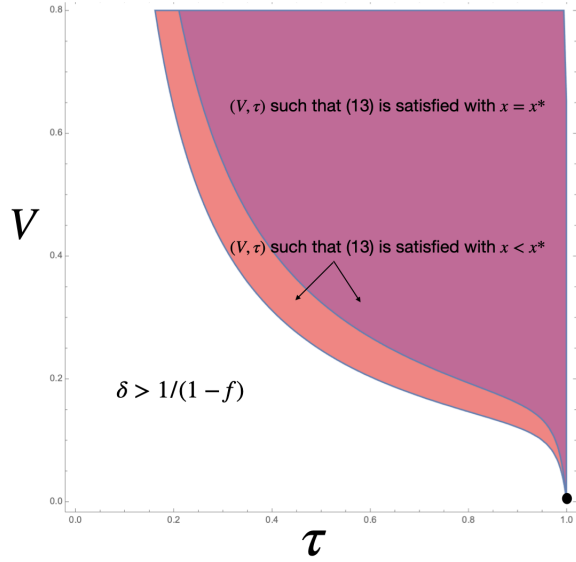 0.8
(V, τ) such that (13) is satisfied with x = x*
0.6
V
0.4
(V, τ) such that (13) is satisfied with x < x*
0.2
δ > 1/(1 − f)
0.0
0.0 0.2 0.4 0.6 0.8 1.0
τ